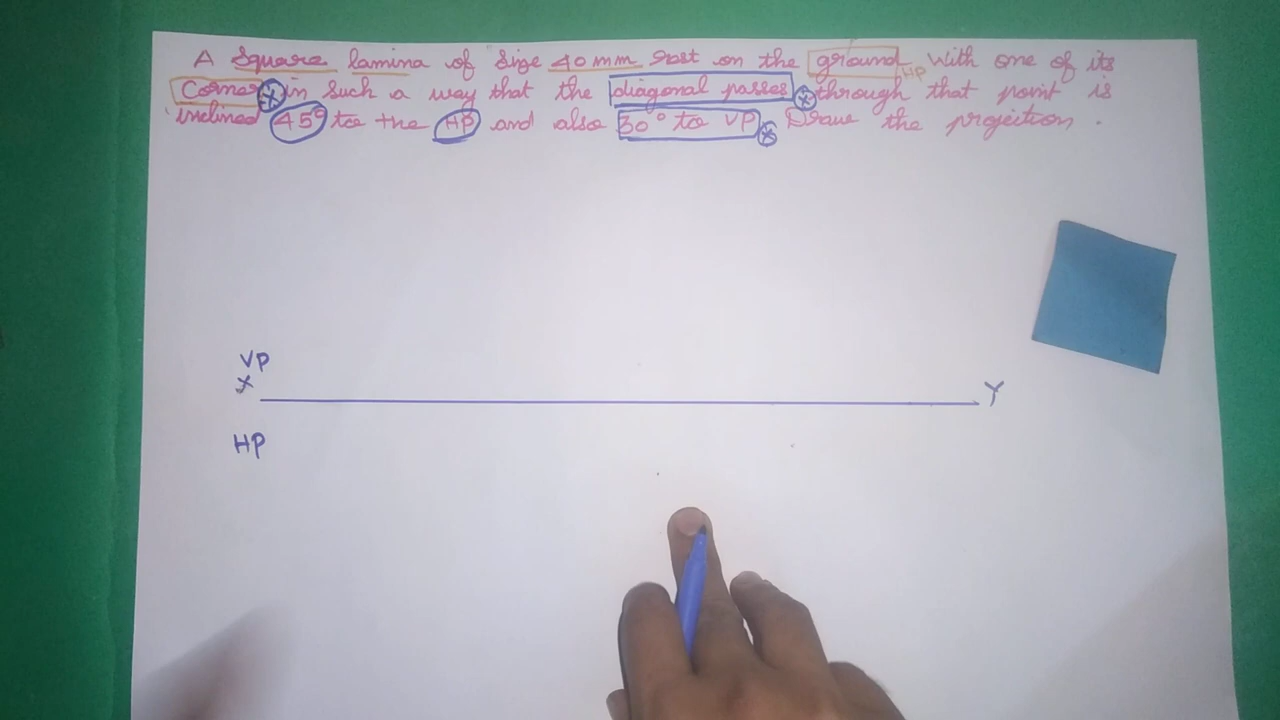 A Square lamina of Size 40mm rest on the ground HP with one of its
Corner in such a way that the diagonal passes through that point is
inclined 45° to the HP and also 30° to VP. Draw the projection.
VP
X Y
HP